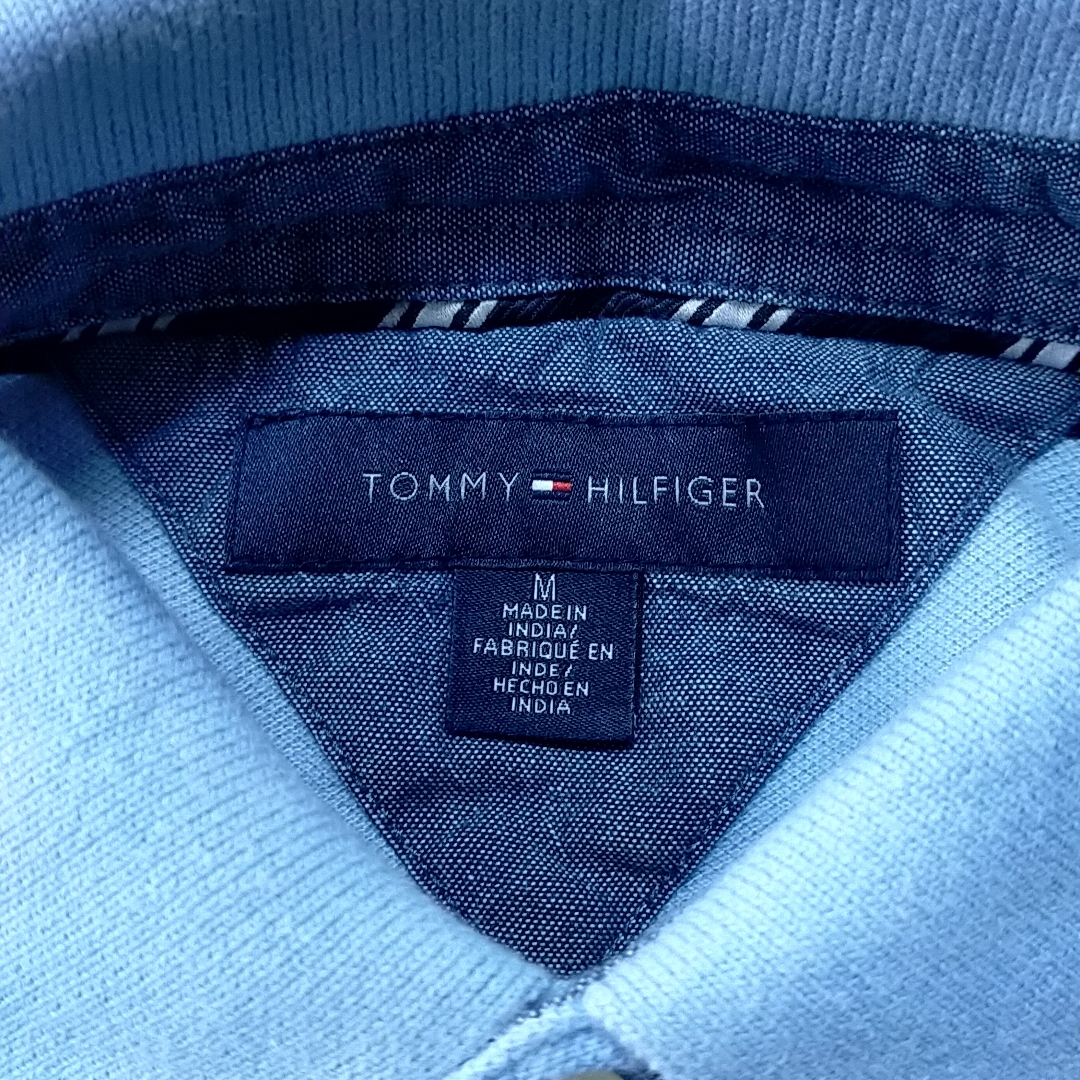 TOMMY HILFIGER
M
MADE IN
INDIA/
FABRIQUÉ EN
INDE/
HECHO EN
INDIA